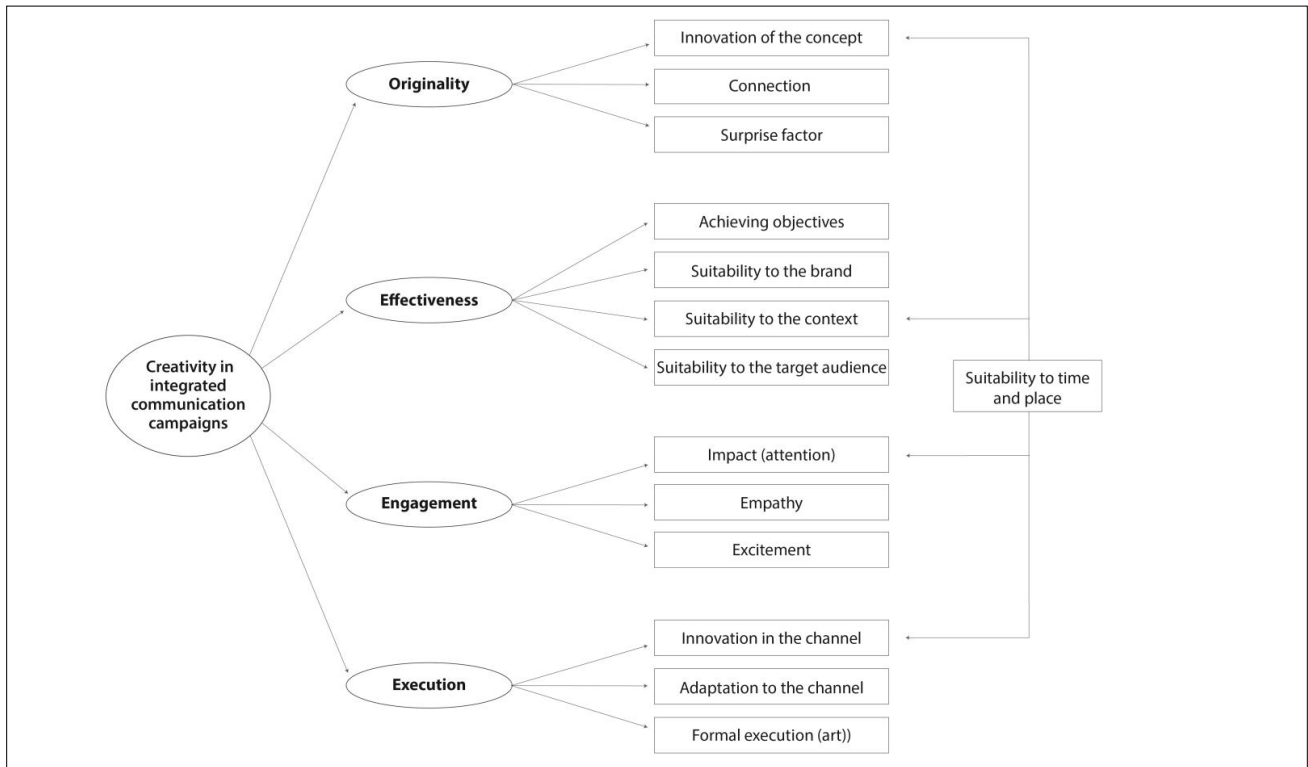 Creativity in
integrated
communication
campaigns
Originality
Innovation of the concept
Connection
Surprise factor
Effectiveness
Achieving objectives
Suitability to the brand
Suitability to the context
Suitability to the target audience
Engagement
Impact (attention)
Empathy
Excitement
Execution
Innovation in the channel
Adaptation to the channel
Formal execution (art))
Suitability to time
and place